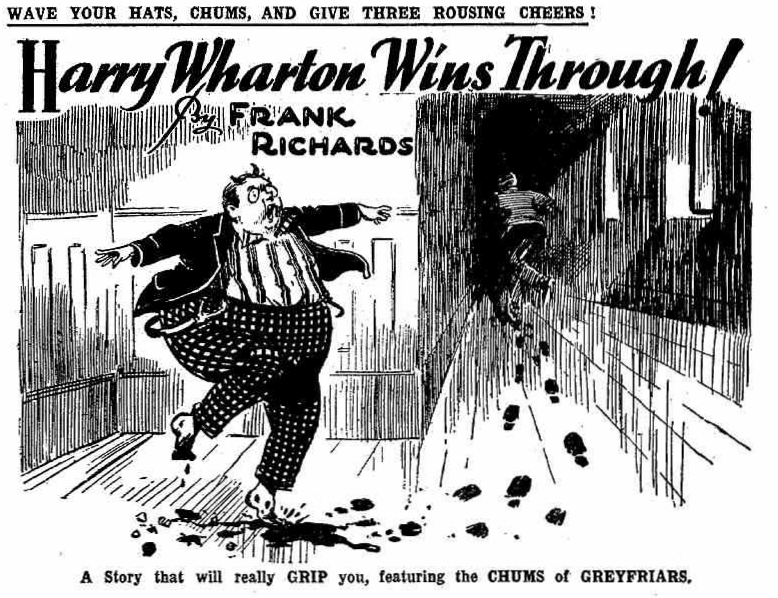 WAVE YOUR HATS, CHUMS, AND GIVE THREE ROUSING CHEERS!
Harry Wharton Wins Through!
By FRANK
RICHARDS
A Story that will really GRIP you, featuring the CHUMS of GREYFRIARS.